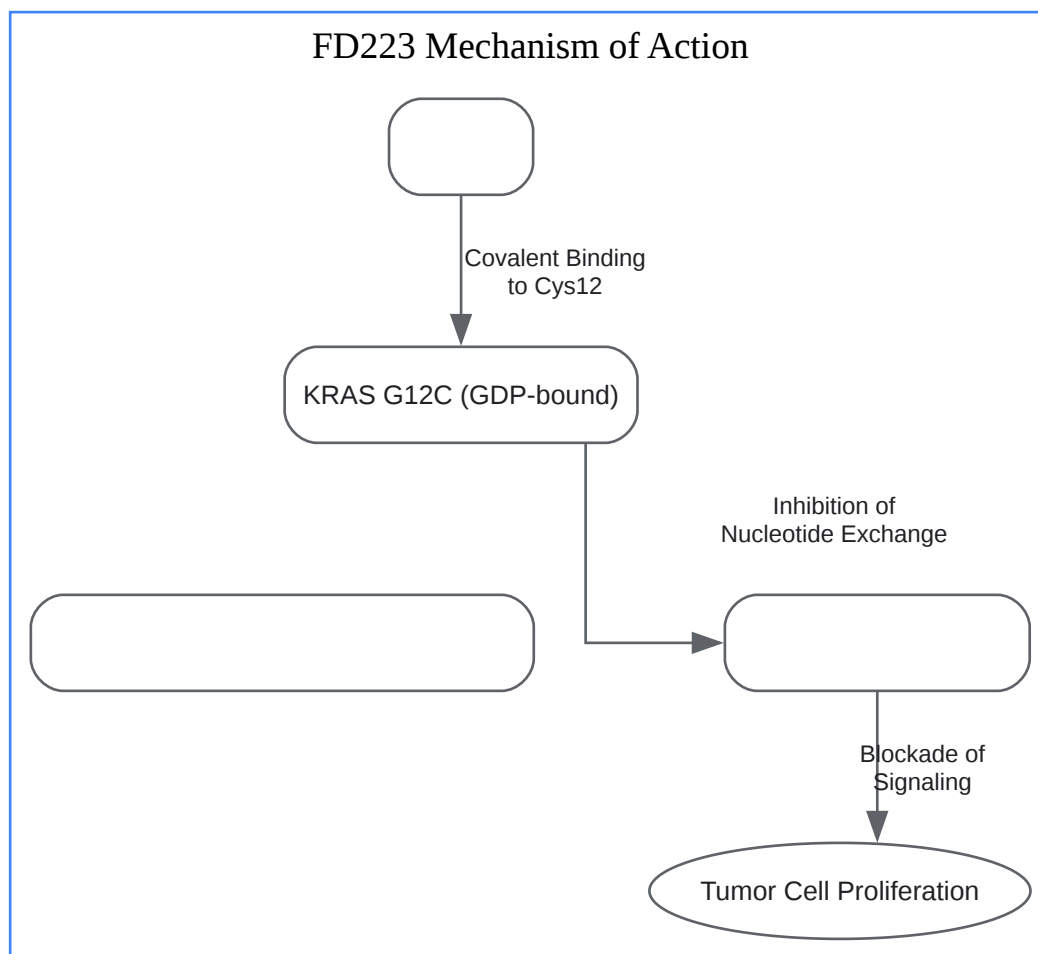 FD223 Mechanism of Action
Covalent Binding
to Cys12
KRAS G12C (GDP-bound)
Inhibition of
Nucleotide Exchange
Blockade of
Signaling
Tumor Cell Proliferation